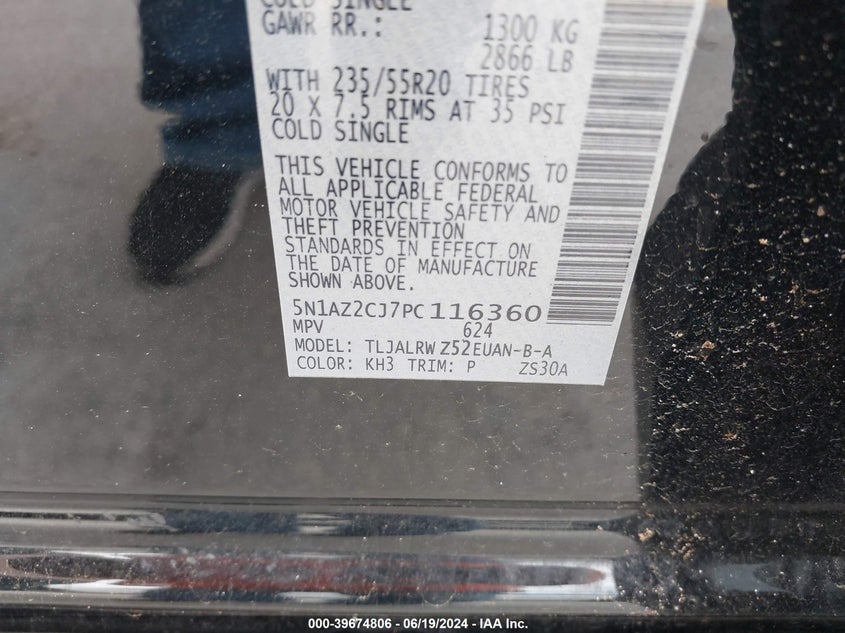 COLD SINGLE
GAWR RR.: 1300 KG
2866 LB
WITH 235/55R20 TIRES
20 X 7.5 RIMS AT 35 PSI
COLD SINGLE
THIS VEHICLE CONFORMS TO
ALL APPLICABLE FEDERAL
MOTOR VEHICLE SAFETY AND
THEFT PREVENTION
STANDARDS IN EFFECT ON
THE DATE OF MANUFACTURE
SHOWN ABOVE.
5N1AZ2CJ7PC116360
MPV 624
MODEL: TLJALRW Z52EUAN-B-A
COLOR: KH3 TRIM: P ZS30A
000-39674806 - 06/19/2024 - IAA Inc.